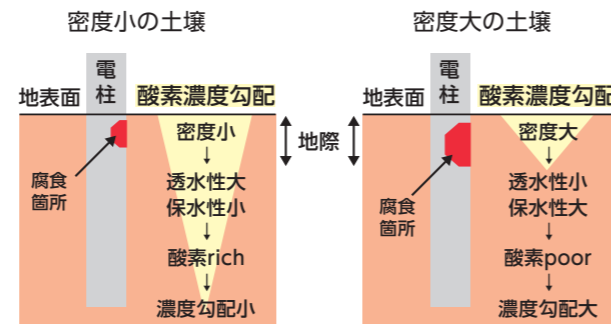 密度小の土壌
地表面
電柱
酸素濃度勾配
密度小
↓
透水性大
保水性小
↓
酸素rich
↓
濃度勾配小
腐食
箇所
地際
密度大の土壌
地表面
電柱
酸素濃度勾配
密度大
↓
透水性小
保水性大
↓
酸素poor
↓
濃度勾配大
腐食
箇所